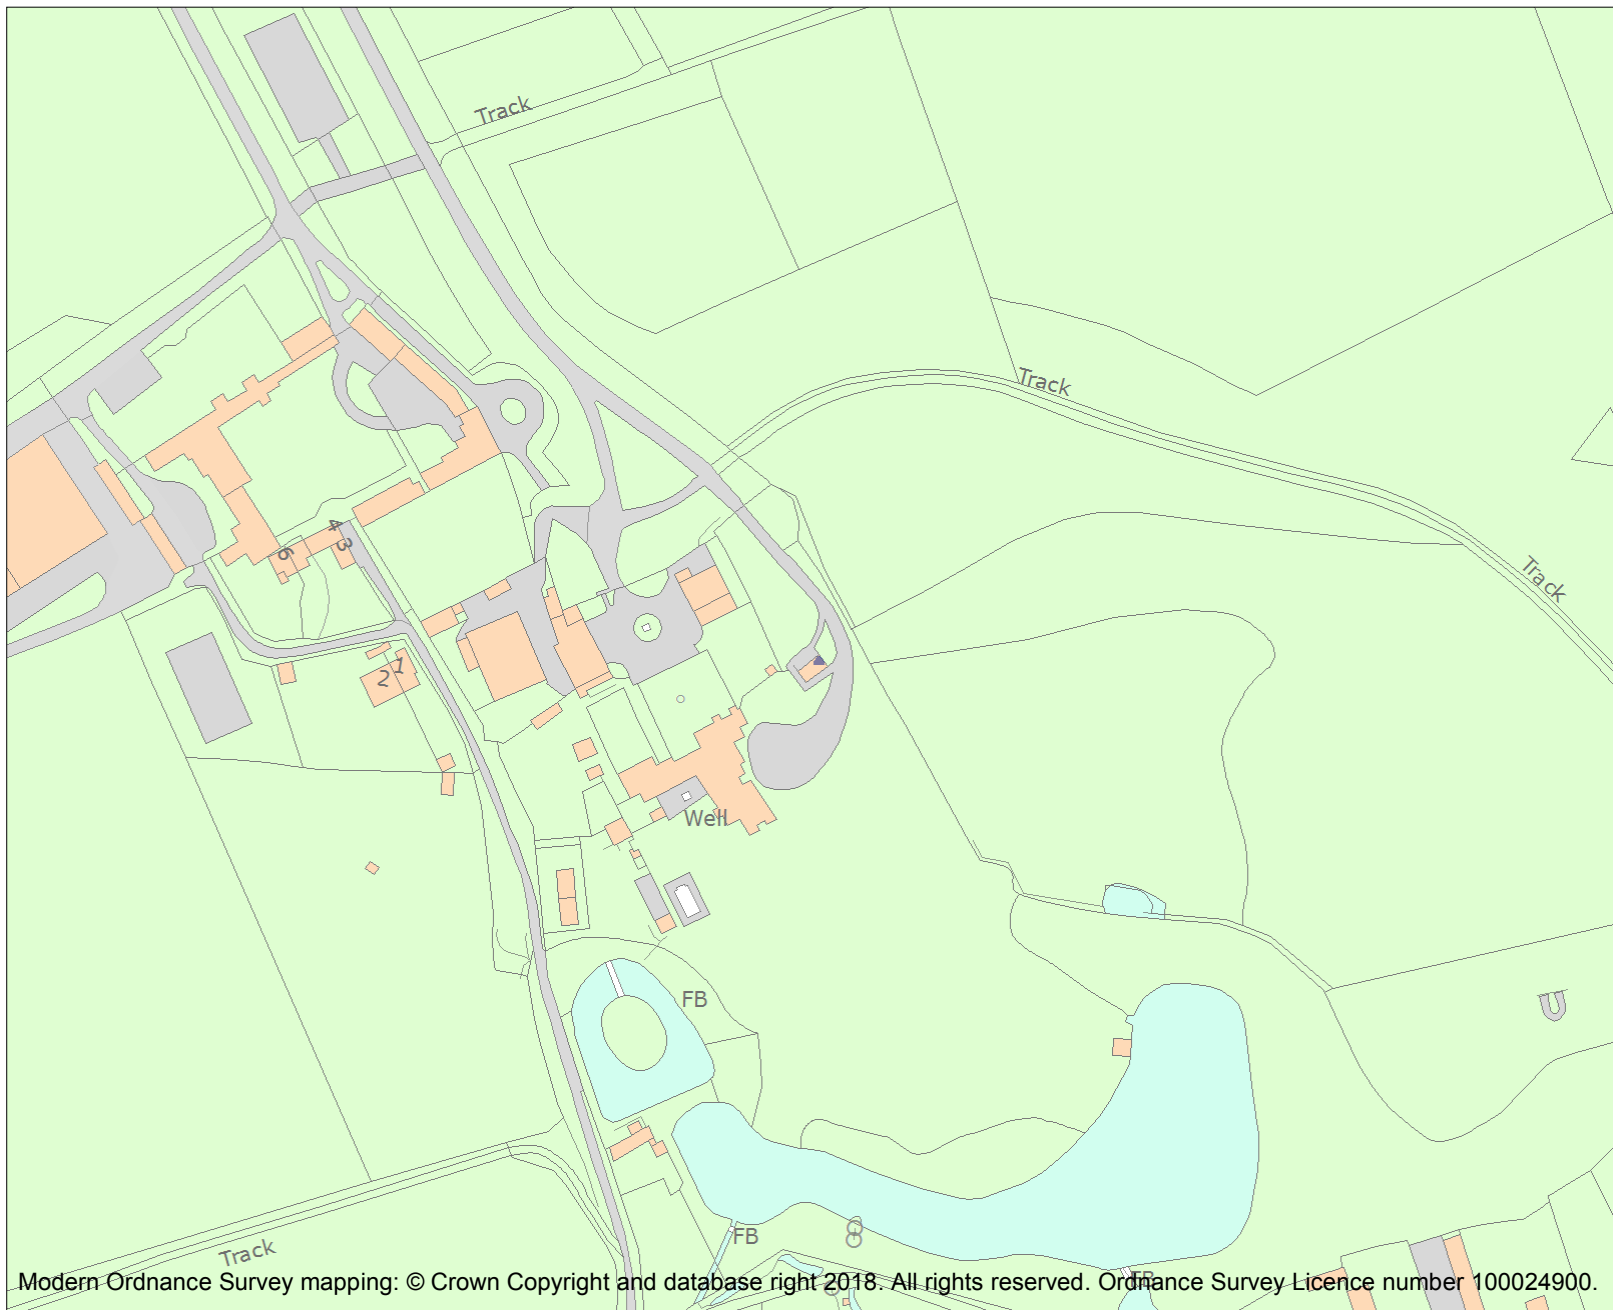 Track
Track
Track
4
3
6
1
2
Well
FB
FB
Track
FB
Modern Ordnance Survey mapping: © Crown Copyright and database right 2018. All rights reserved. Ordnance Survey Licence number 100024900.